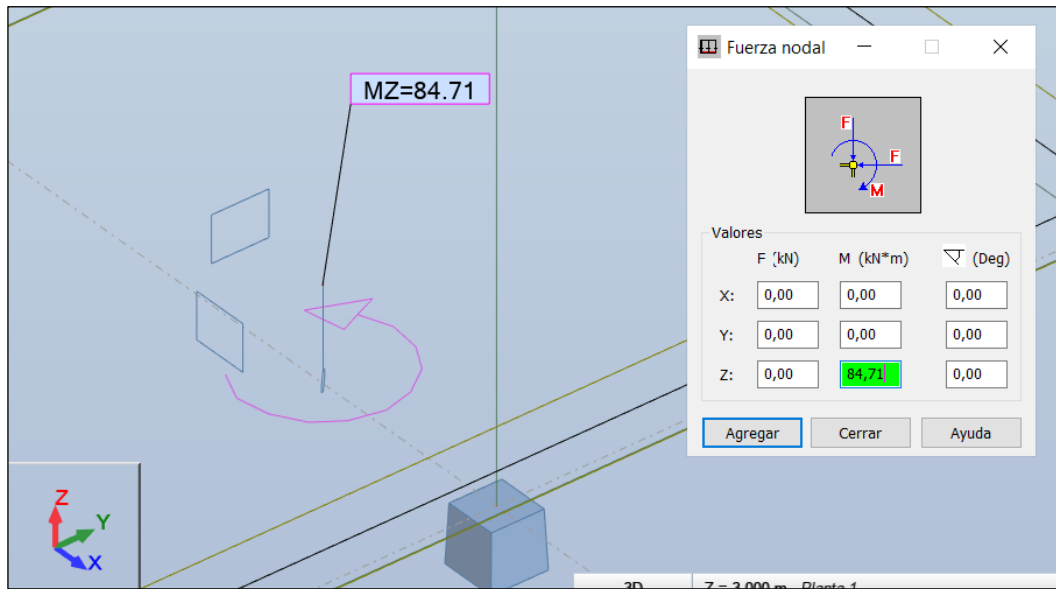 MZ=84.71
Fuerza nodal
F
F
M
Valores
F (kN) M (kN*m) (Deg)
X: 0,00 0,00 0,00
Y: 0,00 0,00 0,00
Z: 0,00 84,71 0,00
Agregar Cerrar Ayuda
Z
Y
X
3D Z = 3,000 m - Planta 1